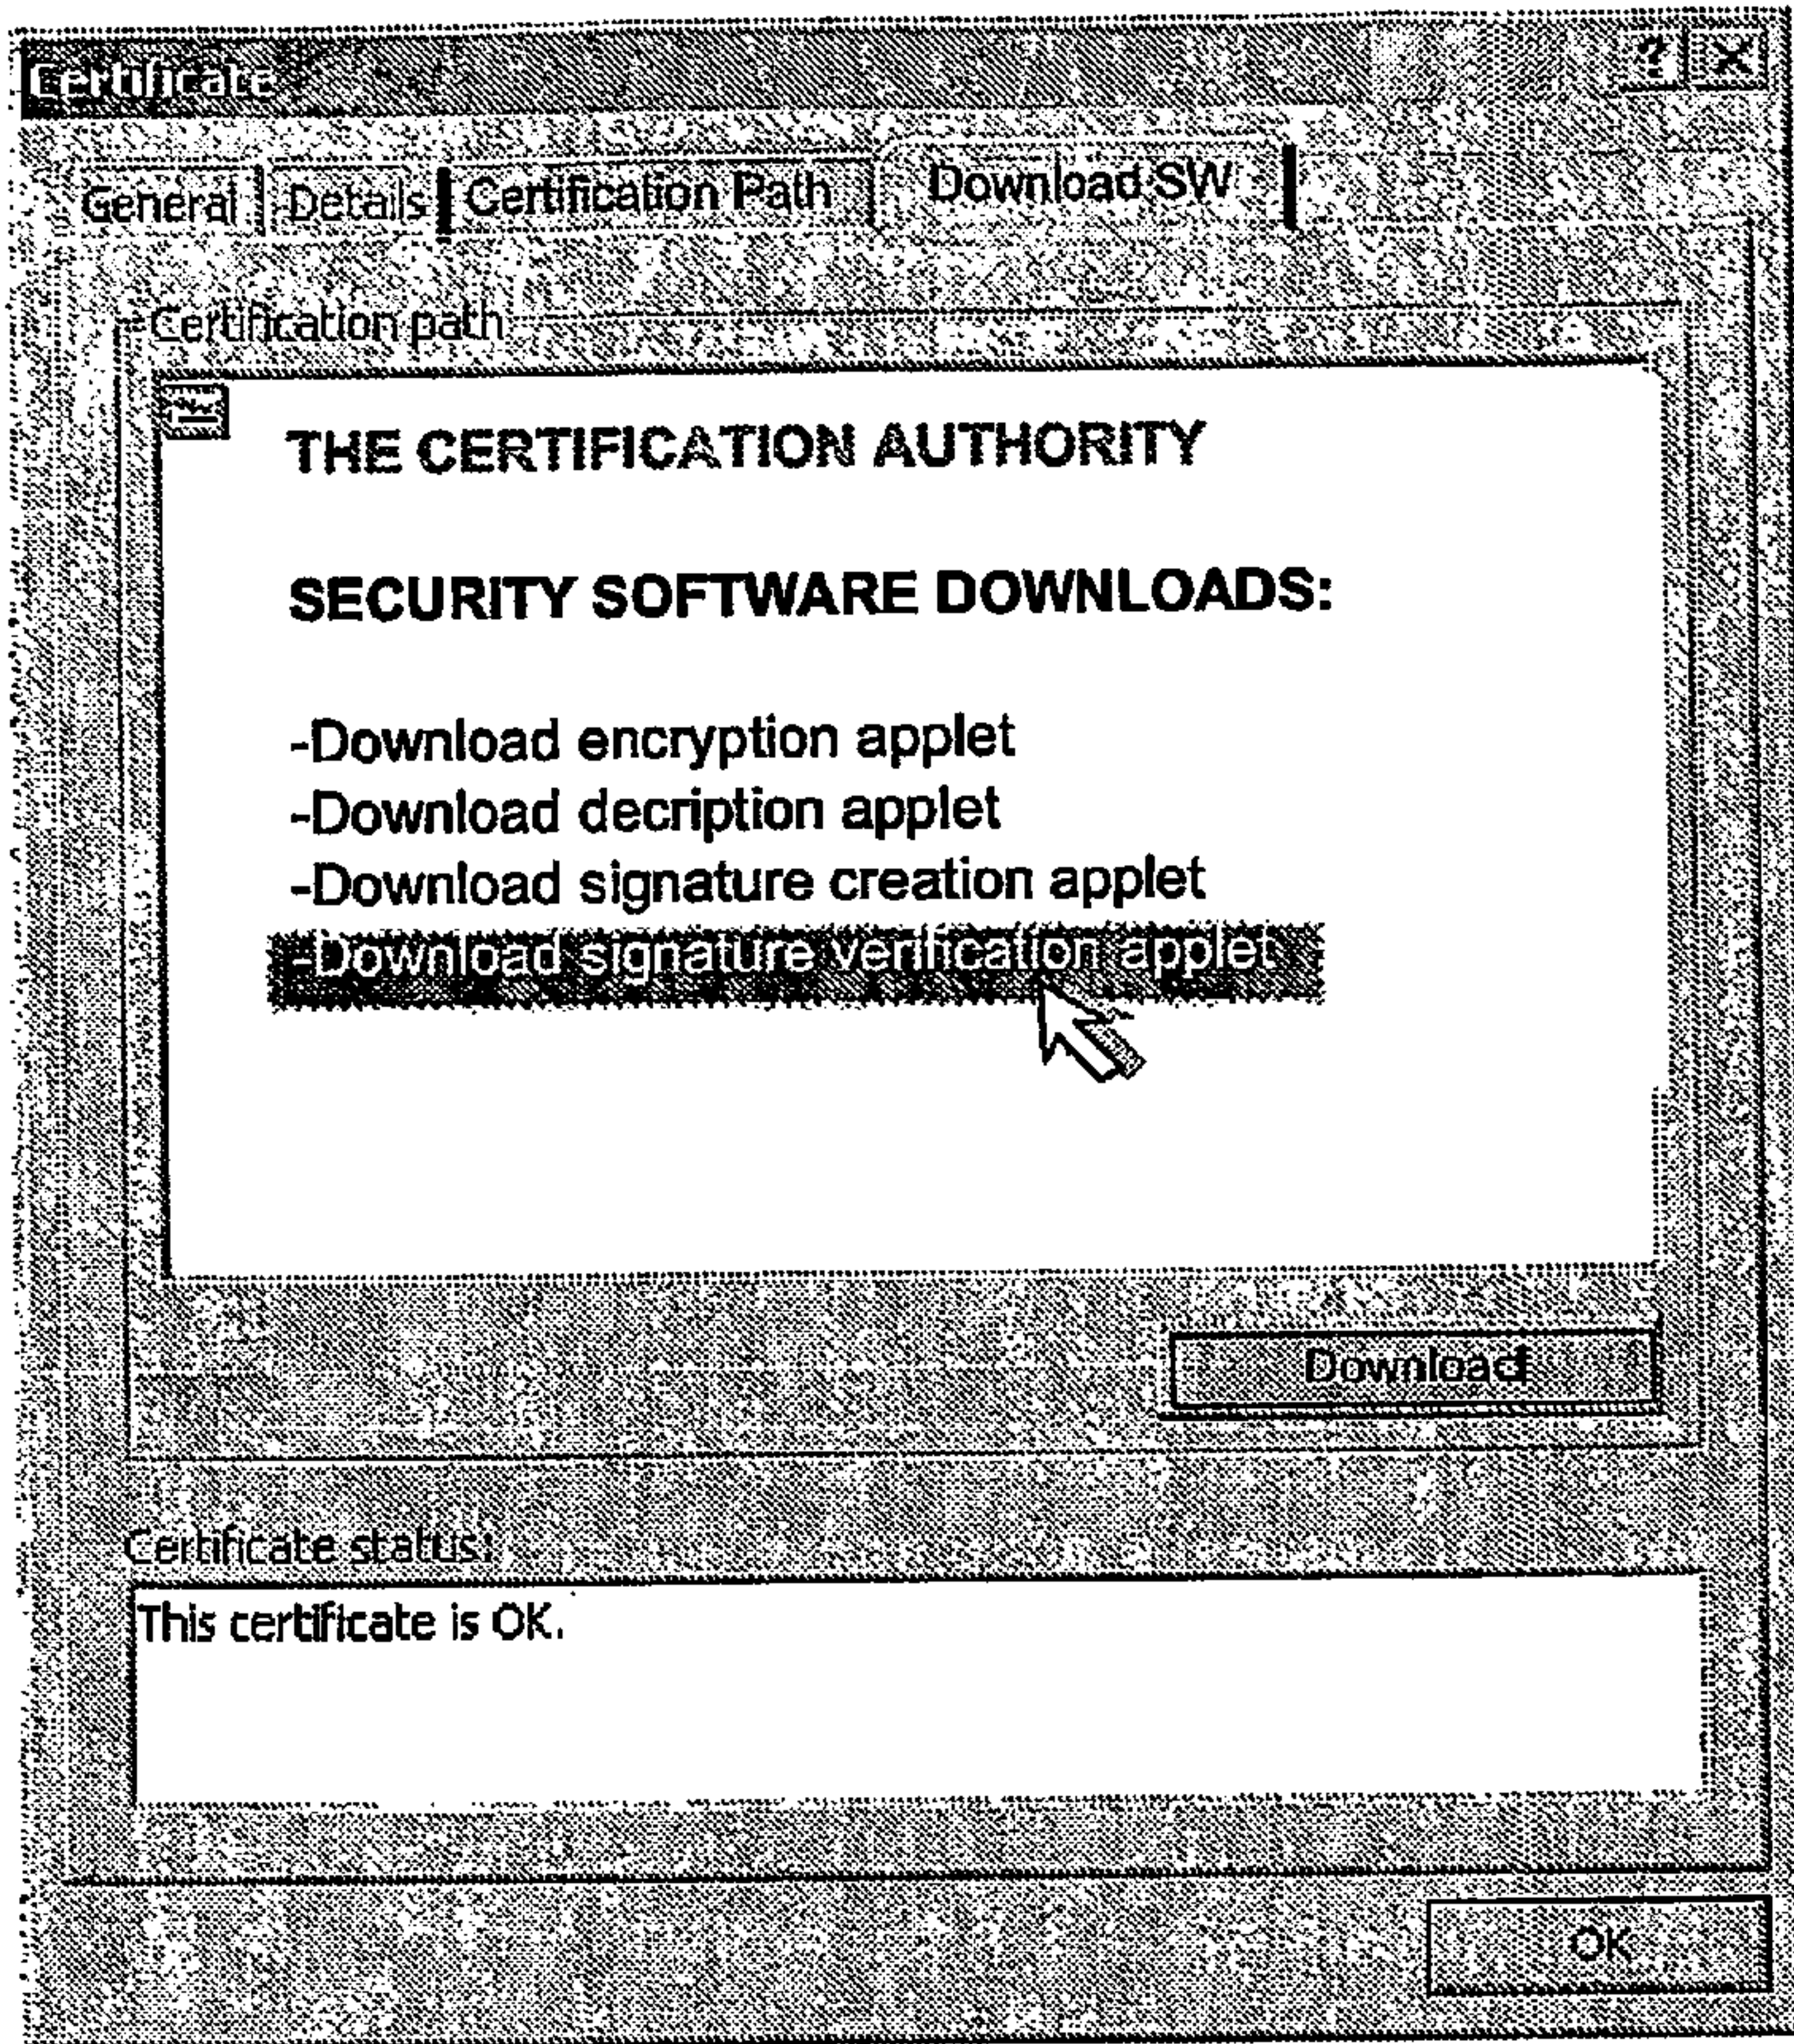 Certificate
? X
General Details Certification Path Download SW
Certification path
THE CERTIFICATION AUTHORITY
SECURITY SOFTWARE DOWNLOADS:
-Download encryption applet
-Download decription applet
-Download signature creation applet
-Download signature verification applet
Download
Certificate status:
This certificate is OK.
OK